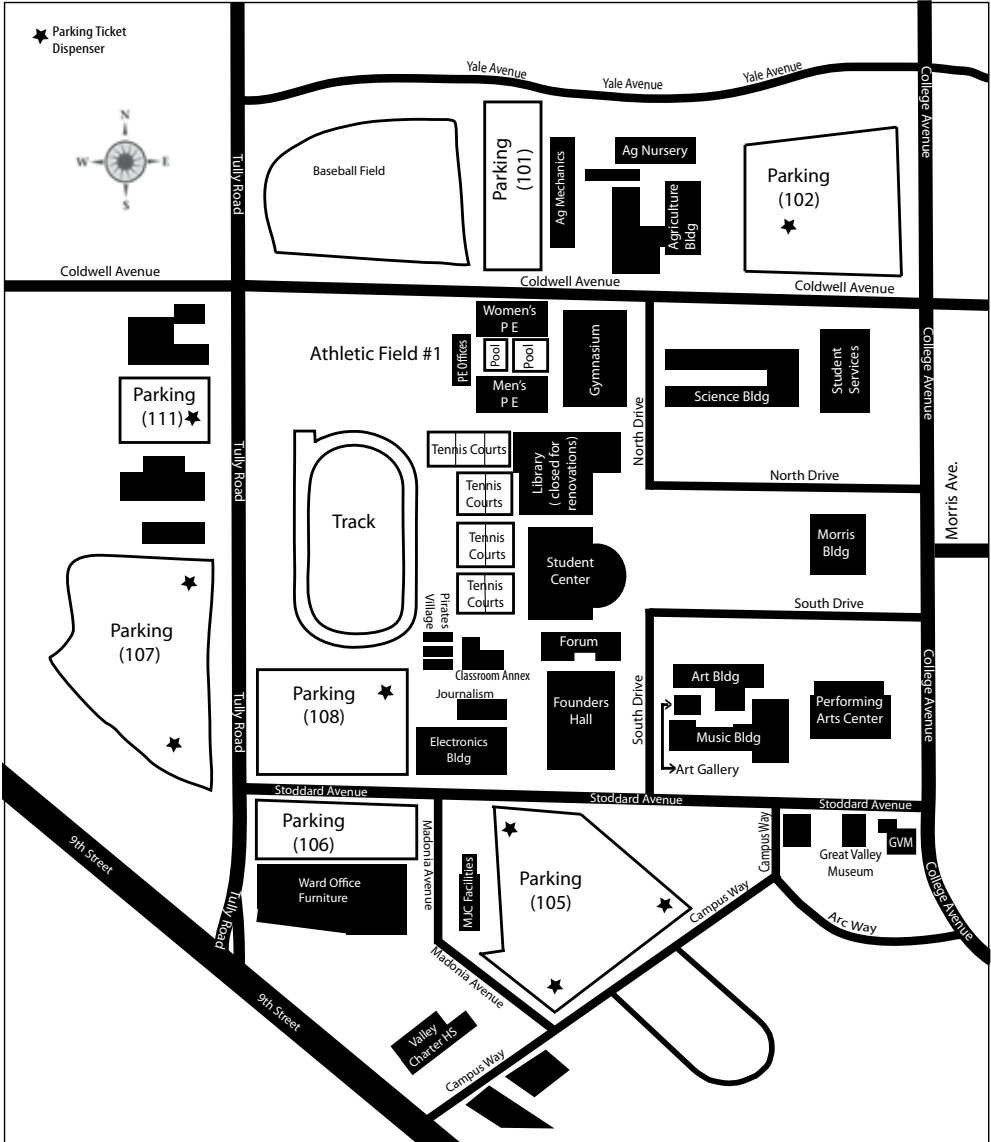 Parking Ticket
Dispenser
N
W
E
S
Yale Avenue
Yale Avenue
Yale Avenue
College Avenue
Tully Road
Baseball Field
Parking
(101)
Ag Mechanics
Ag Nursery
Agriculture
Bldg
Parking
(102)
Coldwell Avenue
Coldwell Avenue
Coldwell Avenue
Women's
P E
Athletic Field #1
PE Offices
Pool
Pool
Men's
P E
Gymnasium
Science Bldg
Student
Services
College Avenue
Parking
(111)
North Drive
Tully Road
Tennis Courts
Library
( closed for
renovations)
North Drive
Morris Ave.
Tennis
Courts
Track
Tennis
Courts
Student
Center
Morris
Bldg
Tennis
Courts
Pirates
Village
South Drive
Parking
(107)
Forum
Classroom Annex
College Avenue
Tully Road
Parking
(108)
Journalism
Founders
Hall
South Drive
Art Bldg
Performing
Arts Center
Electronics
Bldg
Music Bldg
Art Gallery
Stoddard Avenue
Stoddard Avenue
Stoddard Avenue
Parking
(106)
Madonia Avenue
Campus Way
GVM
Great Valley
Museum
9th Street
Ward Office
Furniture
MJC Facilities
Parking
(105)
Campus Way
Arc Way
College Avenue
Tully Road
Madonia Avenue
9th Street
Valley
Charter HS
Campus Way